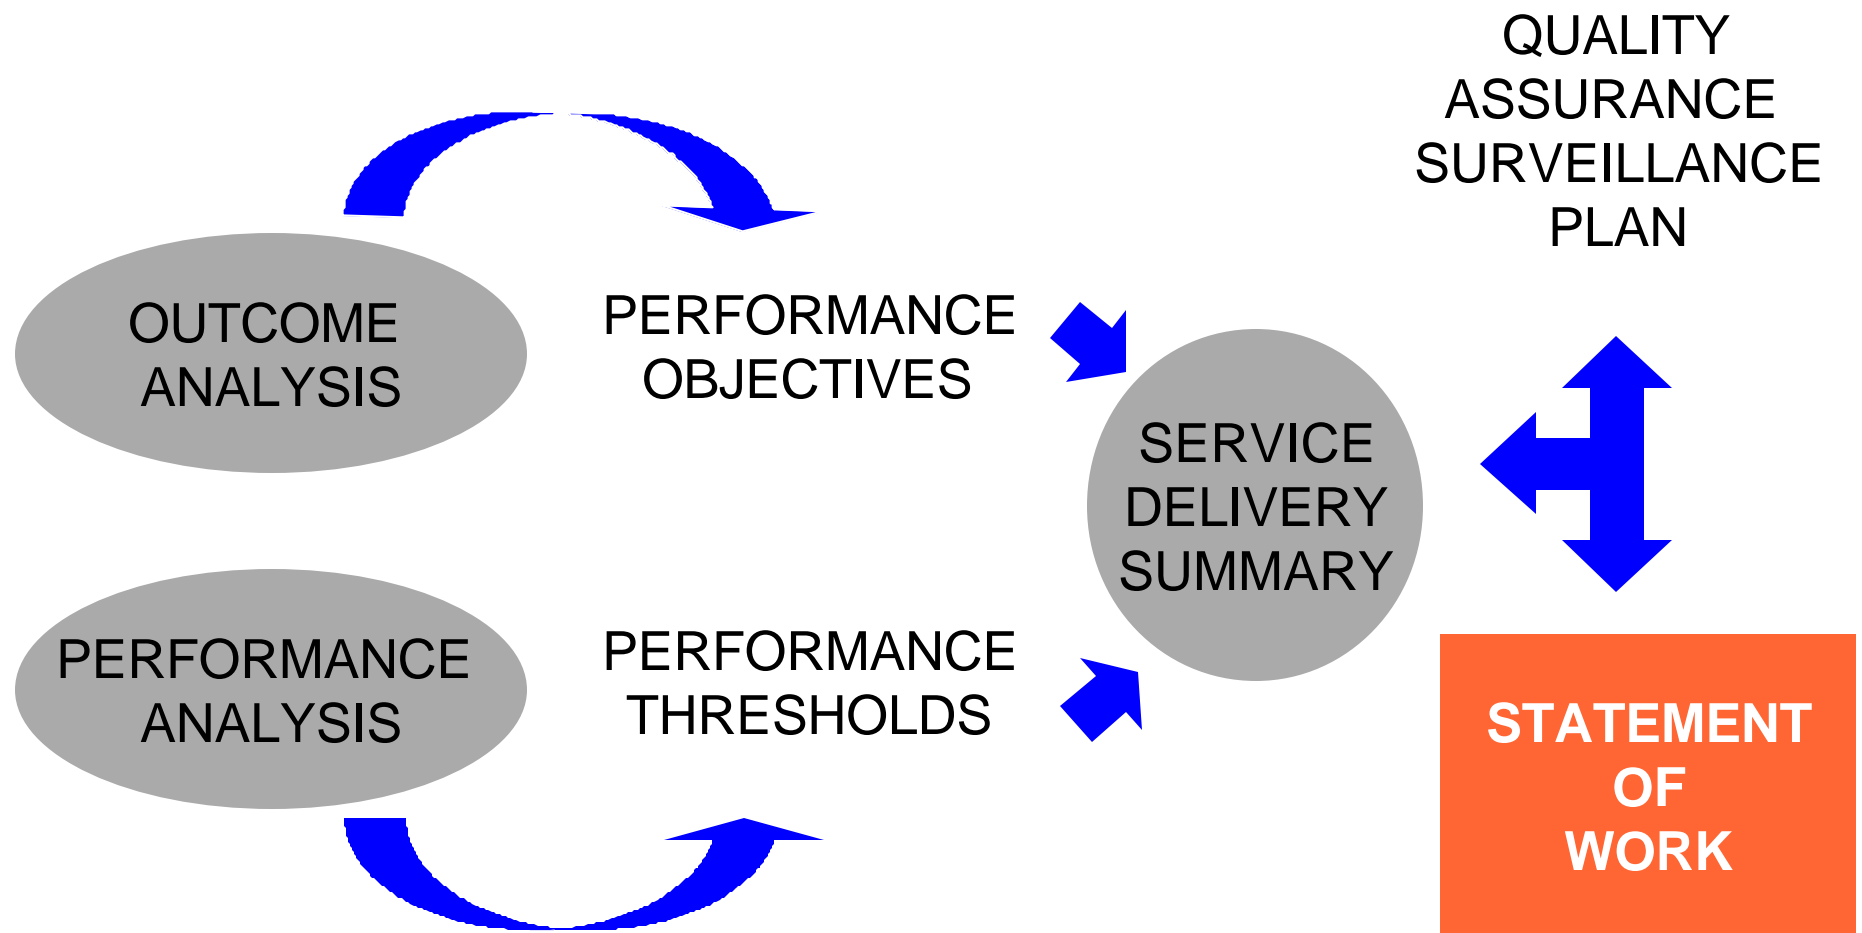 QUALITY
ASSURANCE
SURVEILLANCE
PLAN
OUTCOME
ANALYSIS
PERFORMANCE
OBJECTIVES
SERVICE
DELIVERY
SUMMARY
PERFORMANCE
ANALYSIS
PERFORMANCE
THRESHOLDS
STATEMENT
OF
WORK